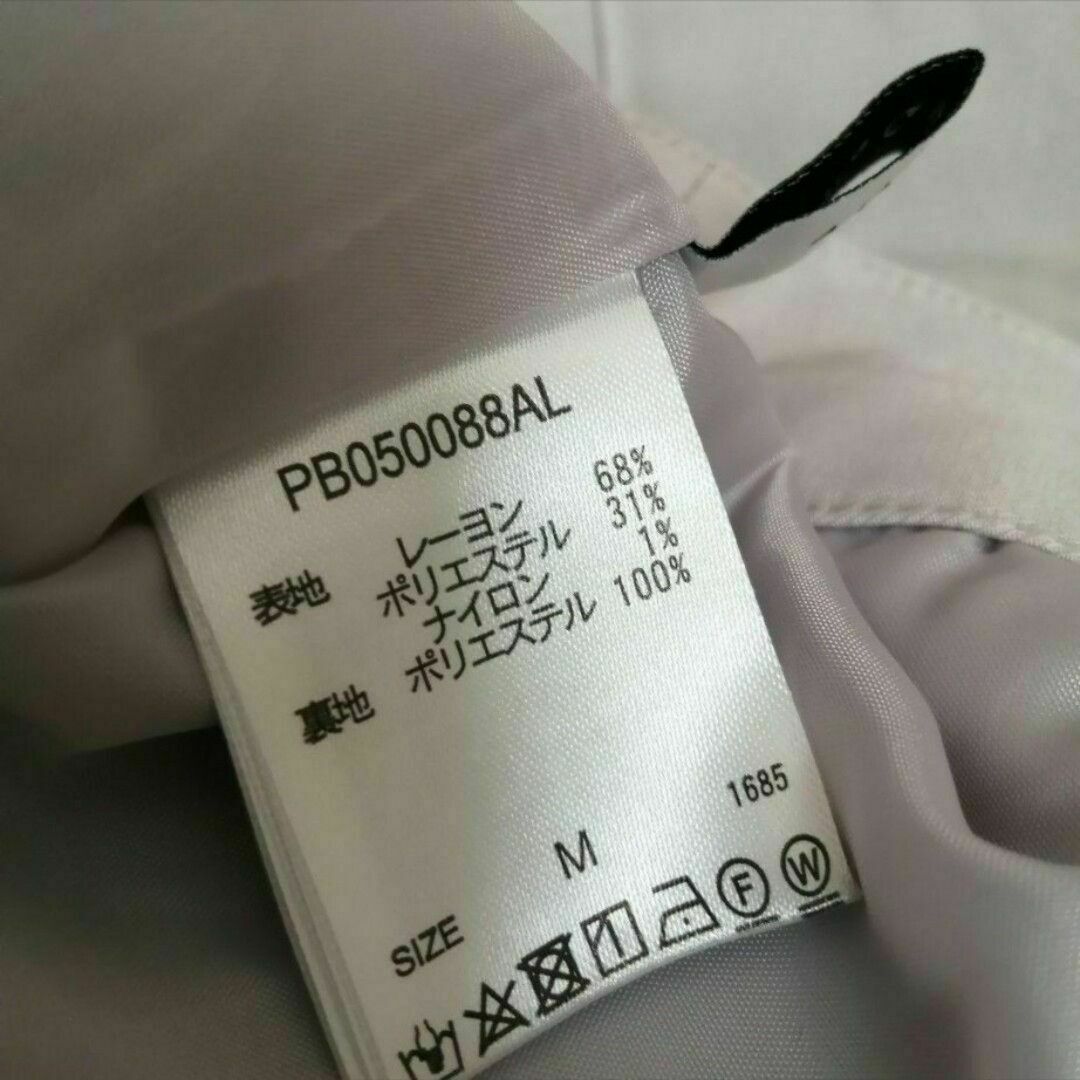 PB050088AL
表地 レーヨン 68%
ポリエステル 31%
ナイロン 1%
裏地 ポリエステル 100%
1685
SIZE M
F W